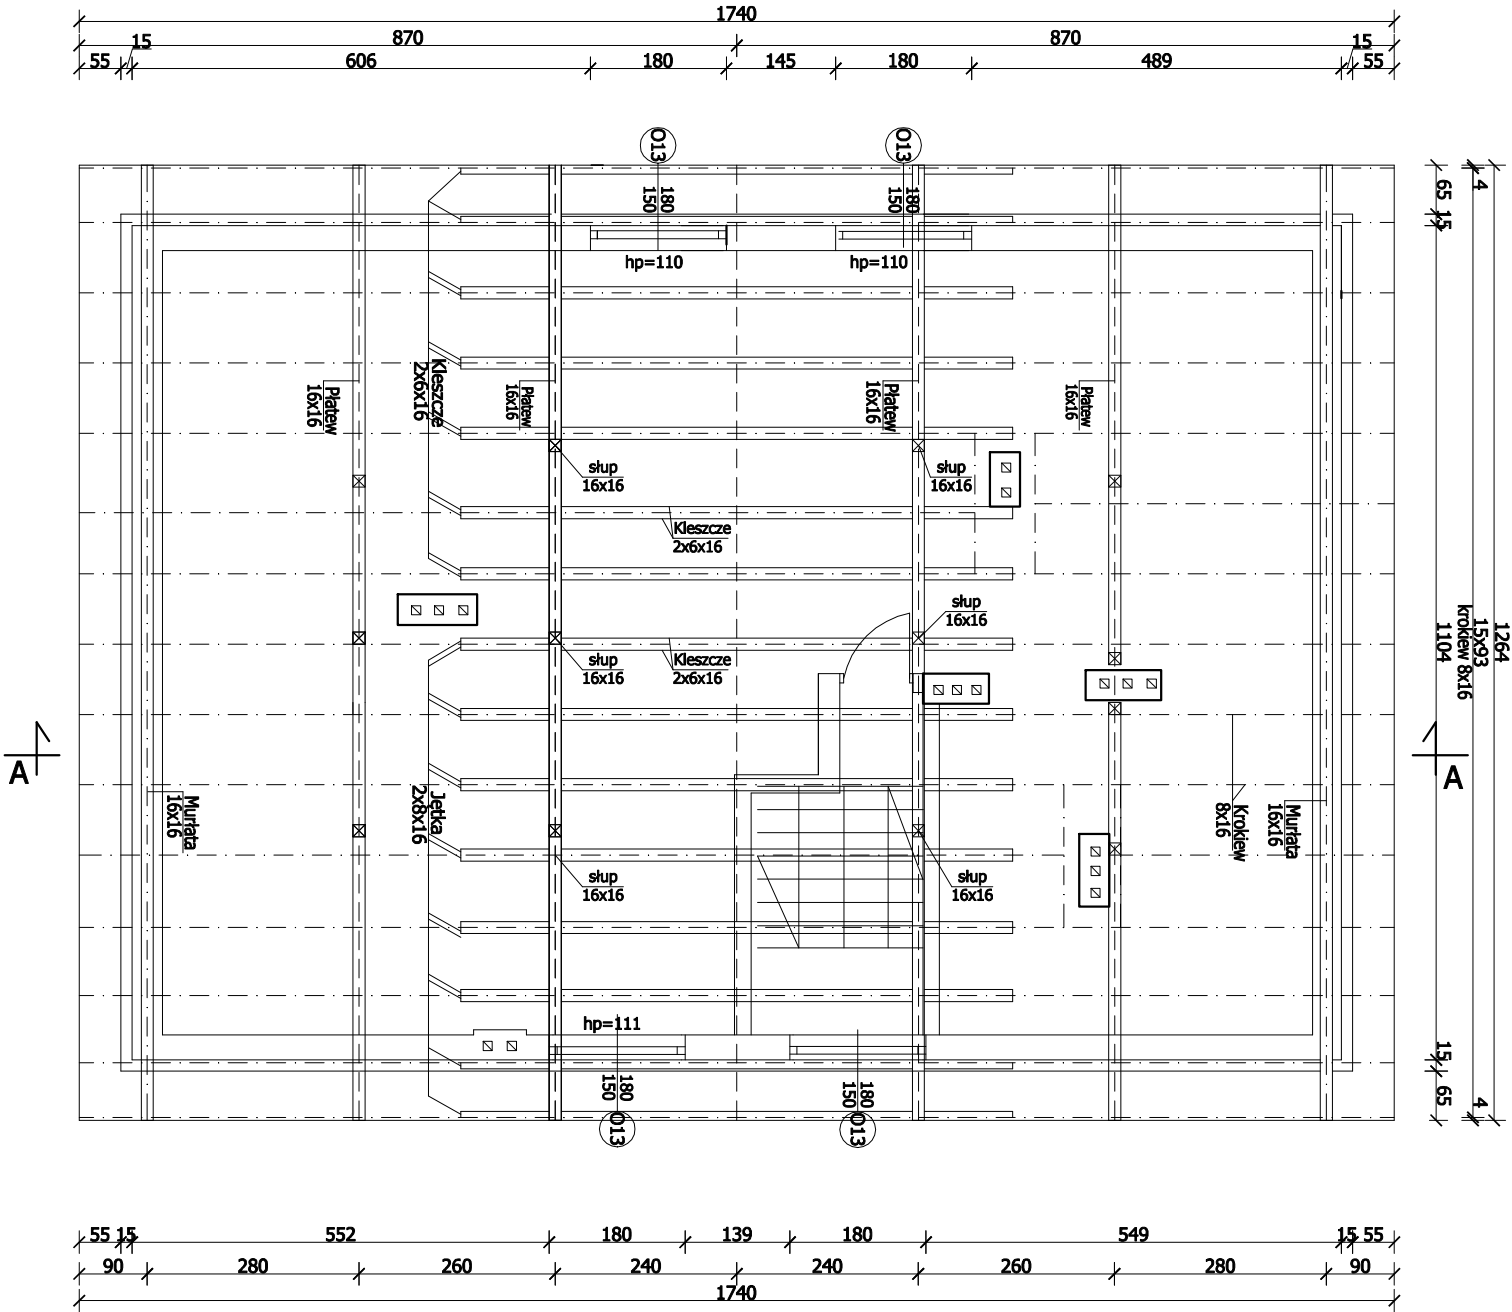 1740
870 870
55 15 606 180 145 180 489 15 55
O13 O13
180 180
150 150
hp=110 hp=110
65 15
4
15x93
krokiew 8x16
1264
1104
Płatew
16x16
Kleszcze
2x6x16
Płatew
16x16
Płatew
16x16
Płatew
16x16
słup
16x16
słup
16x16
Kleszcze
2x6x16
słup
16x16
słup
16x16
Kleszcze
2x6x16
A A
Murłata
16x16
Jętka
2x8x16
Krokiew
8x16
Murłata
16x16
słup
16x16
słup
16x16
hp=111
180 180
150 150
O13 O13
15 65
4
55 15 552 180 139 180 549 15 55
90 280 260 240 240 260 280 90
1740